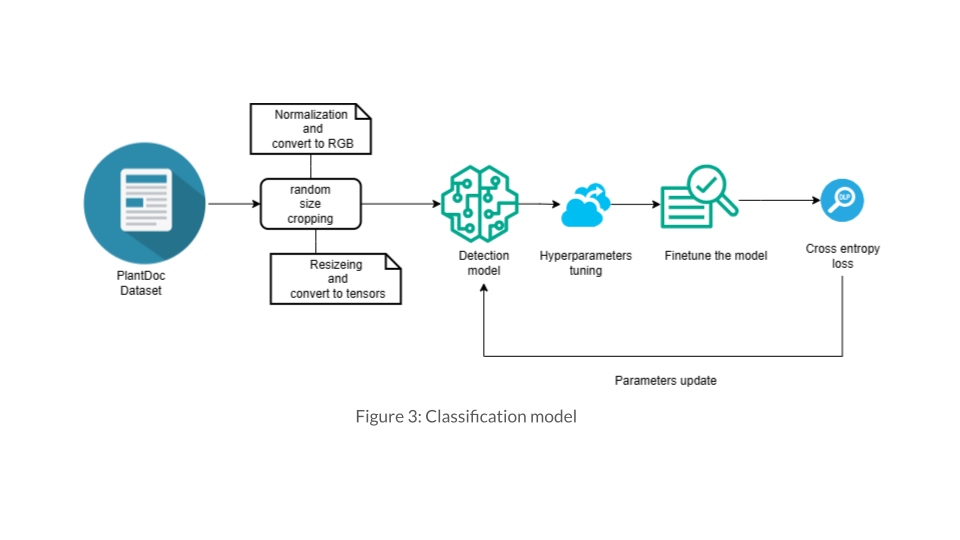 Normalization
and
convert to RGB
random
size
cropping
Resizeing
and
convert to tensors
PlantDoc
Dataset
Detection
model
Hyperparameters
tuning
Finetune the model
DLP
Cross entropy
loss
Parameters update
Figure 3: Classification model